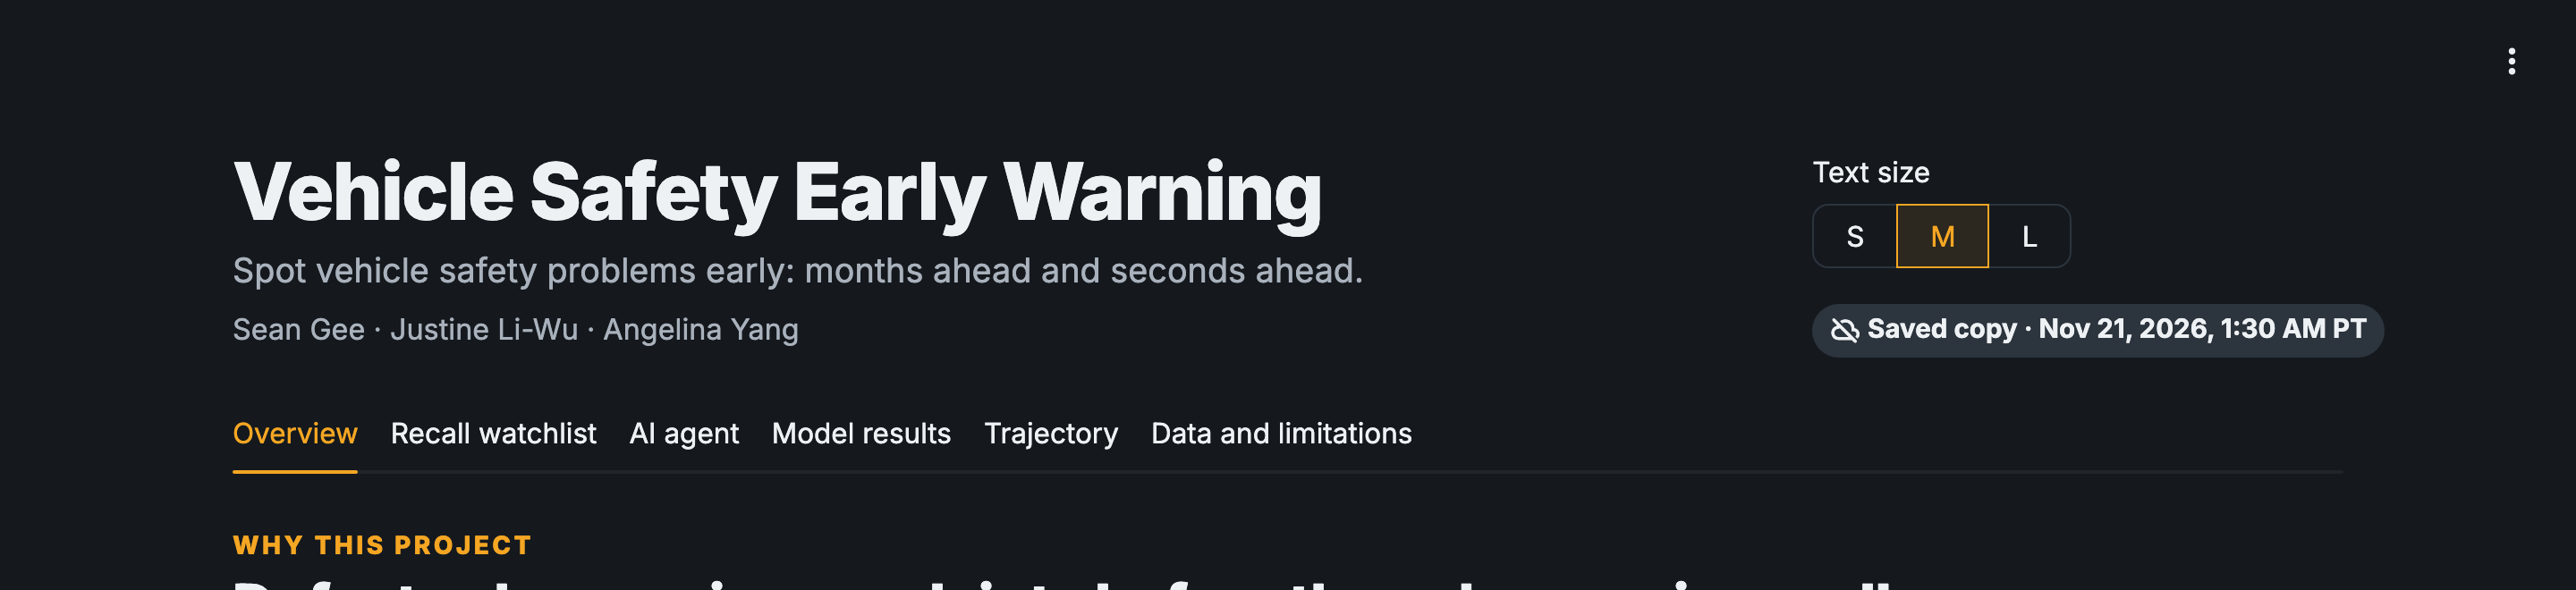 Vehicle Safety Early Warning
Spot vehicle safety problems early: months ahead and seconds ahead.
Sean Gee · Justine Li-Wu · Angelina Yang
Text size
S M L
Saved copy · Nov 21, 2026, 1:30 AM PT
Overview Recall watchlist AI agent Model results Trajectory Data and limitations
WHY THIS PROJECT